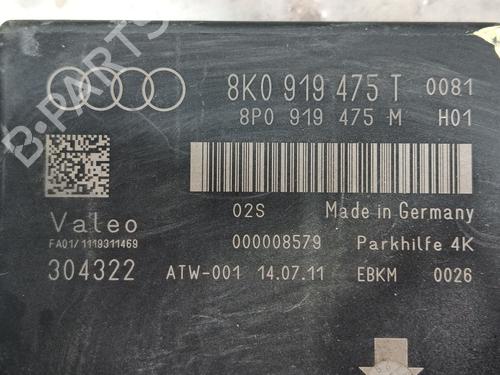 B-PARTS
8K0 919 475 T 0081
8P0 919 475 M H01
Valeo
FA01/1119311469
304322
02S Made in Germany
000008579 Parkhilfe 4K
ATW-001 14.07.11 EBKM 0026